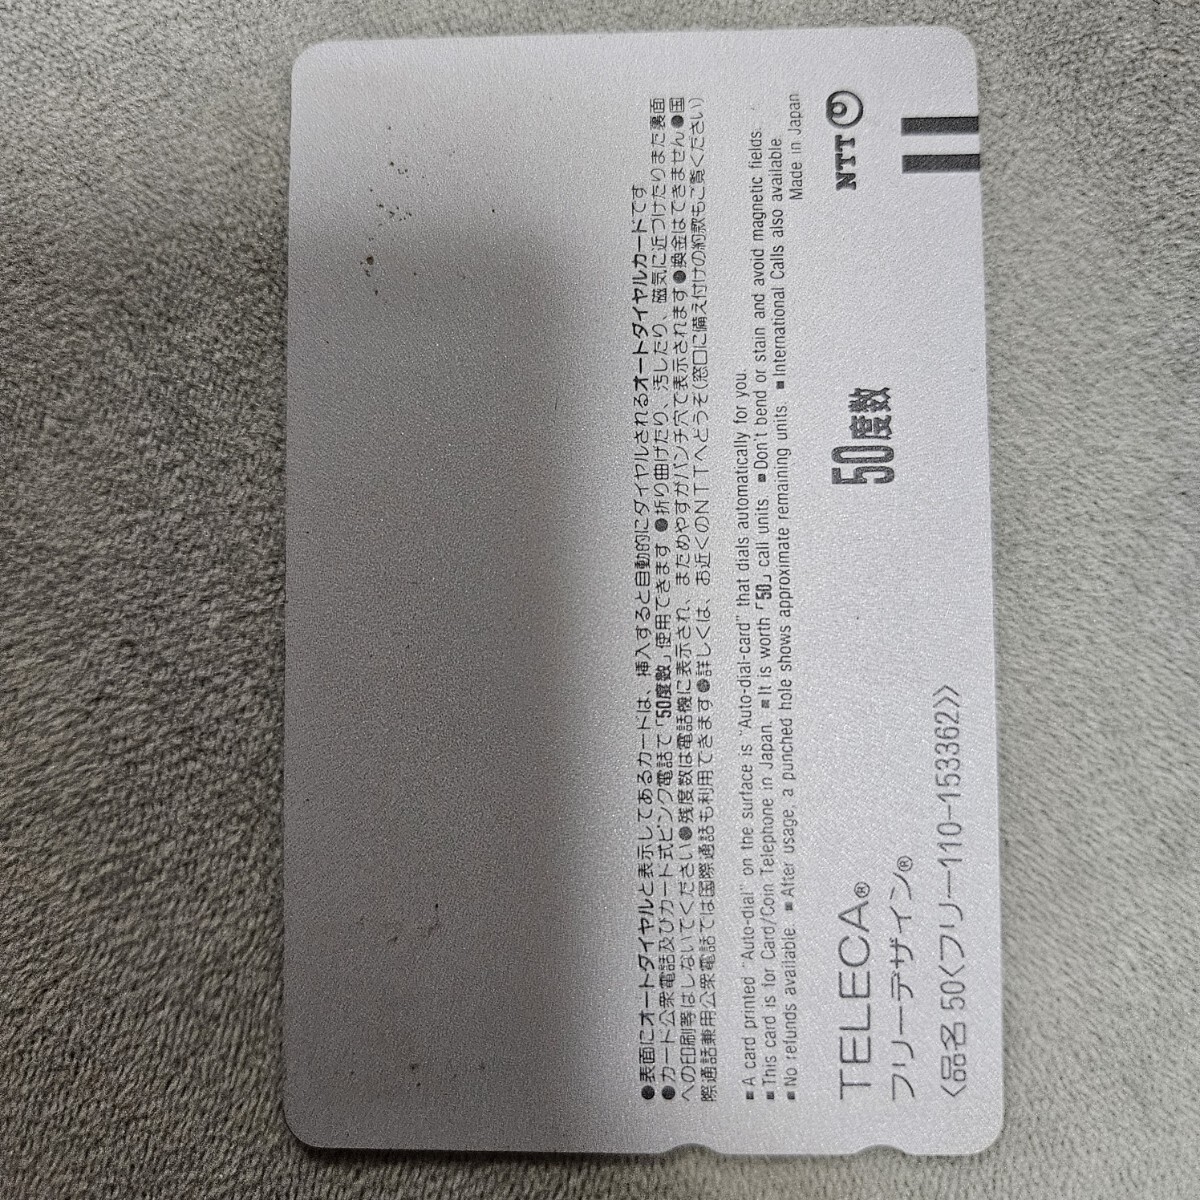 ●表面にオートダイヤルと表示してあるカードは、挿入すると自動的にダイヤルされるオートダイヤルカードです
●カード公衆電話及びカード式ピンク電話で「50度数」使用できます ●折り曲げたり、汚したり、磁気に近づけたりまた裏面
への印刷等はしないでください●残度数は電話機に表示され、まためやすがパンチ穴で表示されます●換金はできません●国
際通話兼用公衆電話では国際通話も利用できます●詳しくは、お近くのNTTへどうぞ(窓口に備え付けの約款もご覧ください)
■A card printed "Auto-dial" on the surface is "Auto-dial-card" that dials automatically for you.
■This card is for Card/Coin Telephone in Japan. ■It is worth「50」call units. ■Don't bend or stain and avoid magnetic fields.
■No refunds available. ■After usage, a punched hole shows approximate remaining units. ■International Calls also available.
Made in Japan
TELECA® 50度数 NTT
フリーデザイン®
〈品名 50〈フリー110-153362〉〉